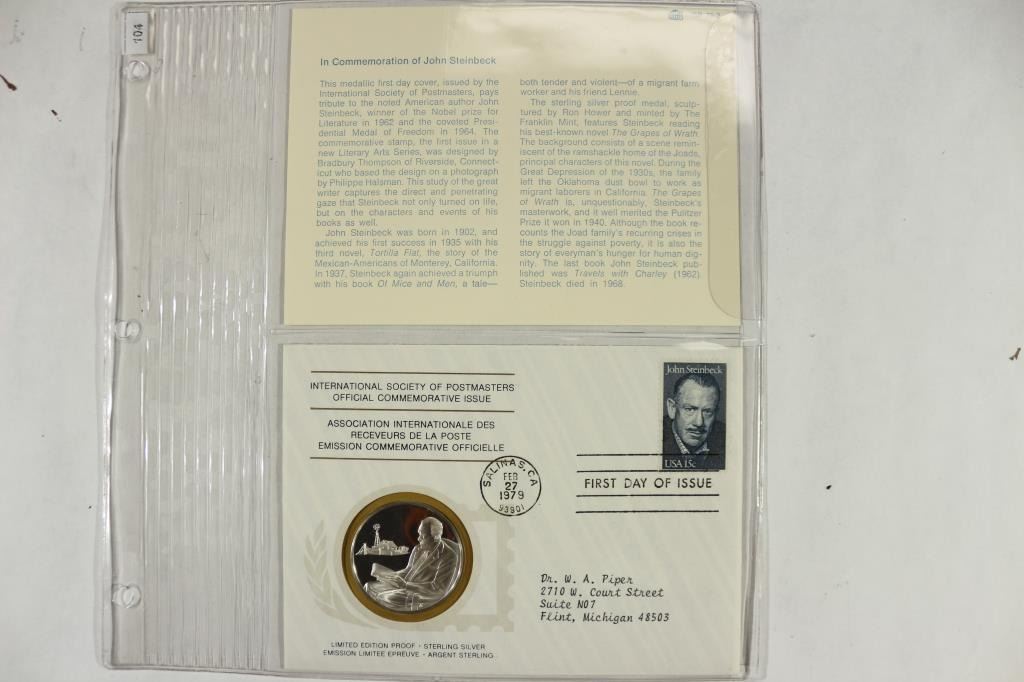 104
In Commemoration of John Steinbeck
This medallic first day cover, issued by the
International Society of Postmasters, pays
tribute to the noted American author John
Steinbeck, winner of the Nobel prize for
Literature in 1962 and the coveted Presi-
dential Medal of Freedom in 1964. The
commemorative stamp, the first issue in a
new Literary Arts Series, was designed by
Bradbury Thompson of Riverside, Connect-
icut who based the design on a photograph
by Philippe Halsman. This study of the great
writer captures the direct and penetrating
gaze that Steinbeck not only turned on life,
but on the characters and events of his
books as well.
John Steinbeck was born in 1902, and
achieved his first success in 1935 with his
third novel, Tortilla Flat, the story of the
Mexican-Americans of Monterey, California.
In 1937, Steinbeck again achieved a triumph
with his book Of Mice and Men, a tale—
both tender and violent—of a migrant farm
worker and his friend Lennie.
The sterling silver proof medal, sculp-
tured by Ron Hower and minted by The
Franklin Mint, features Steinbeck reading
his best-known novel The Grapes of Wrath.
The background consists of a scene remin-
iscent of the ramshackle home of the Joads,
principal characters of this novel. During the
Great Depression of the 1930s, the family
left the Oklahoma dust bowl to work as
migrant laborers in California. The Grapes
of Wrath is, unquestionably, Steinbeck's
masterwork, and it well merited the Pulitzer
Prize it won in 1940. Although the book re-
counts the Joad family's recurring crises in
the struggle against poverty, it is also the
story of everyman's hunger for human dig-
nity. The last book John Steinbeck pub-
lished was Travels with Charley (1962).
Steinbeck died in 1968.
INTERNATIONAL SOCIETY OF POSTMASTERS
OFFICIAL COMMEMORATIVE ISSUE
ASSOCIATION INTERNATIONALE DES
RECEVEURS DE LA POSTE
EMISSION COMMEMORATIVE OFFICIELLE
John Steinbeck
USA 15c
SALINAS, CA
FEB
27
1979
93901
FIRST DAY OF ISSUE
Dr. W. A. Piper
2710 W. Court Street
Suite N07
Flint, Michigan 48503
LIMITED EDITION PROOF · STERLING SILVER
EMISSION LIMITEE EPREUVE · ARGENT STERLING